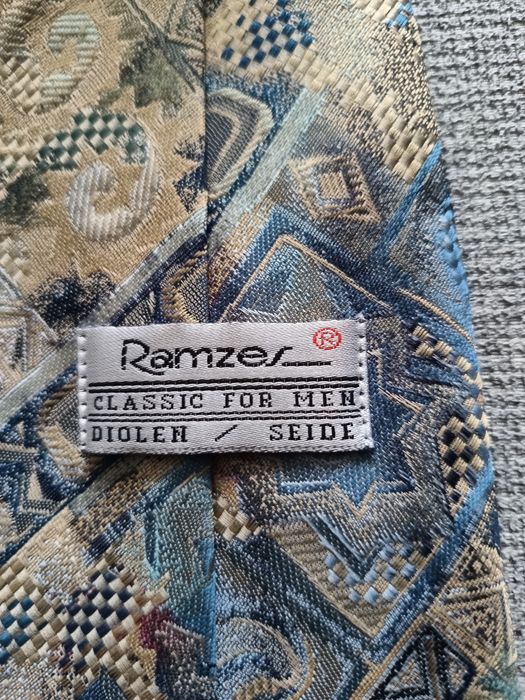 Ramzes ®
CLASSIC FOR MEN
DIOLEN / SEIDE